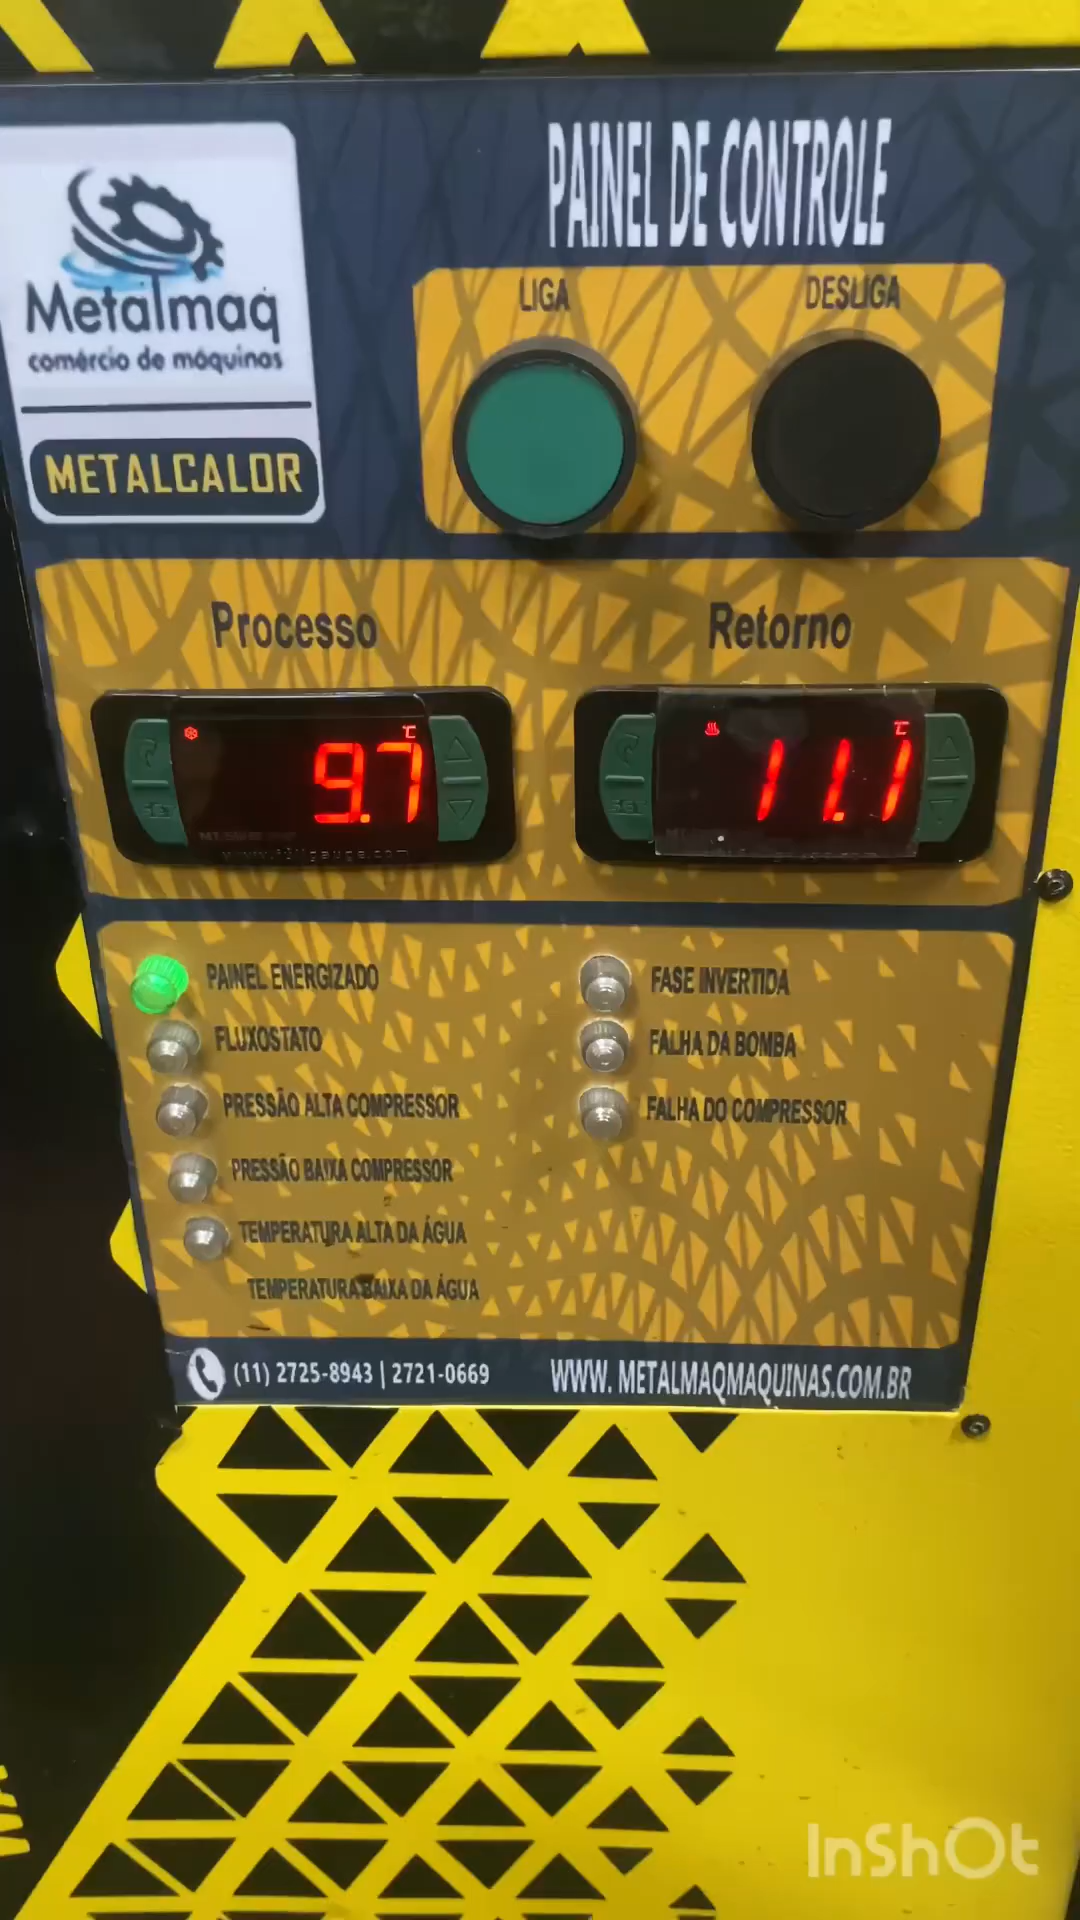 PAINEL DE CONTROLE
Metalmaq
comércio de máquinas
METALCALOR
LIGA
DESLIGA
Processo
Retorno
9.7 °C
11.1 °C
PAINEL ENERGIZADO
FLUXOSTATO
PRESSÃO ALTA COMPRESSOR
PRESSÃO BAIXA COMPRESSOR
TEMPERATURA ALTA DA ÁGUA
TEMPERATURA BAIXA DA ÁGUA
FASE INVERTIDA
FALHA DA BOMBA
FALHA DO COMPRESSOR
(11) 2725-8943 | 2721-0669
WWW. METALMAQMAQUINAS.COM.BR
InShOt